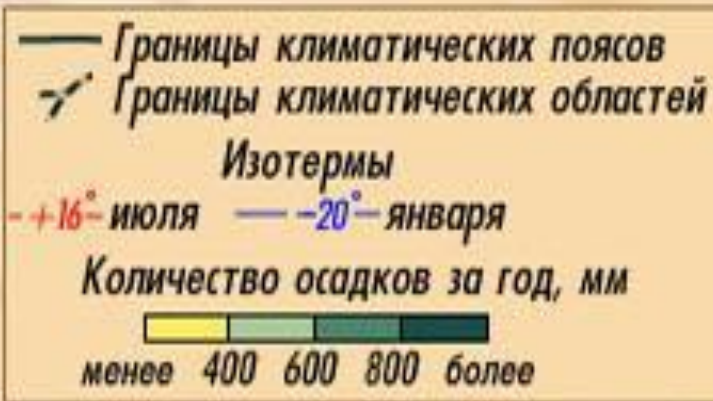 Границы климатических поясов
Границы климатических областей
Изотермы
-+16°- июля — -20°- января
Количество осадков за год, мм
менее 400 600 800 более